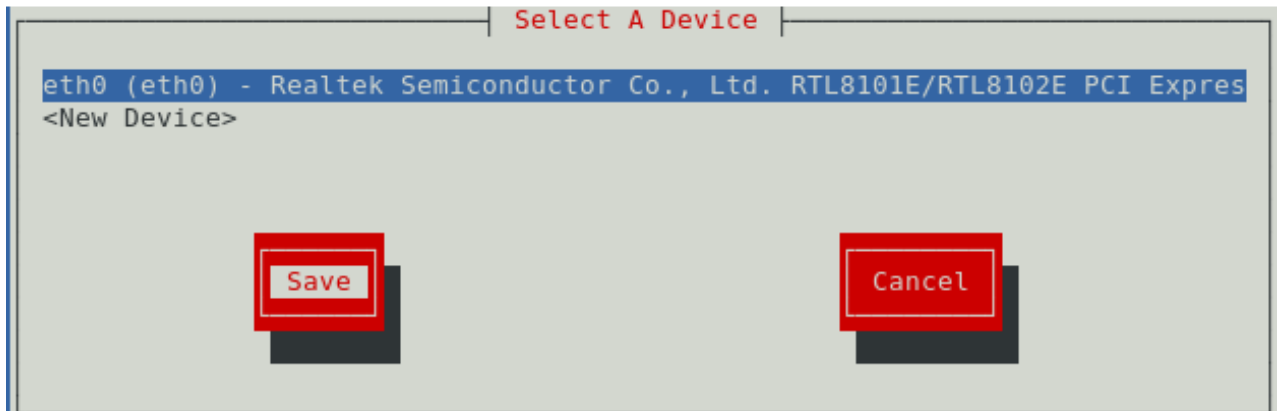 Select A Device
eth0 (eth0) - Realtek Semiconductor Co., Ltd. RTL8101E/RTL8102E PCI Expres
<New Device>
Save Cancel